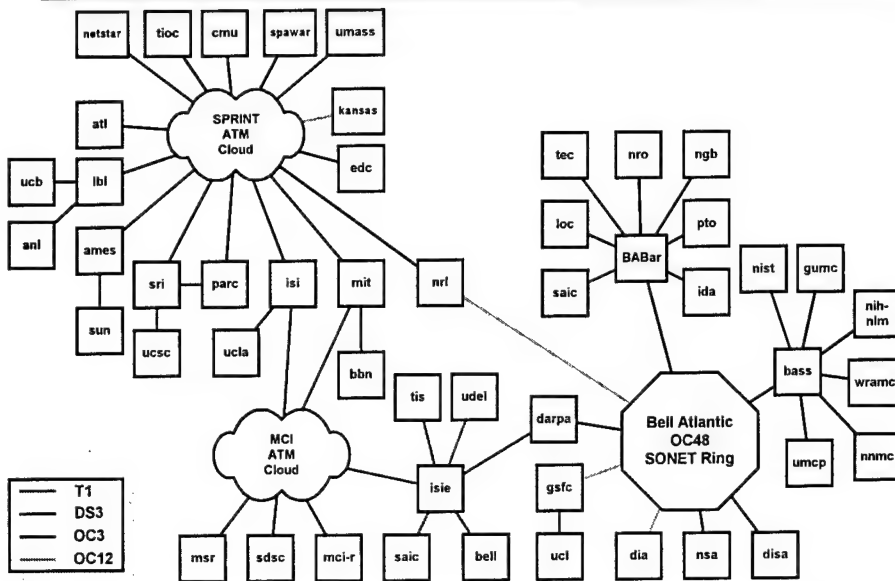 netstar
tioc
cmu
spawar
umass
SPRINT
ATM
Cloud
kansas
atl
edc
ucb
lbl
anl
ames
sri
parc
isi
mit
nrl
sun
ucsc
ucla
bbn
tec
nro
ngb
loc
pto
BABar
saic
ida
nist
gumc
nih-
nlm
bass
wramc
umcp
nnmc
tis
udel
darpa
Bell Atlantic
OC48
SONET Ring
MCI
ATM
Cloud
isie
gsfc
msr
sdsc
mci-r
saic
bell
ucl
dia
nsa
disa
T1
DS3
OC3
OC12